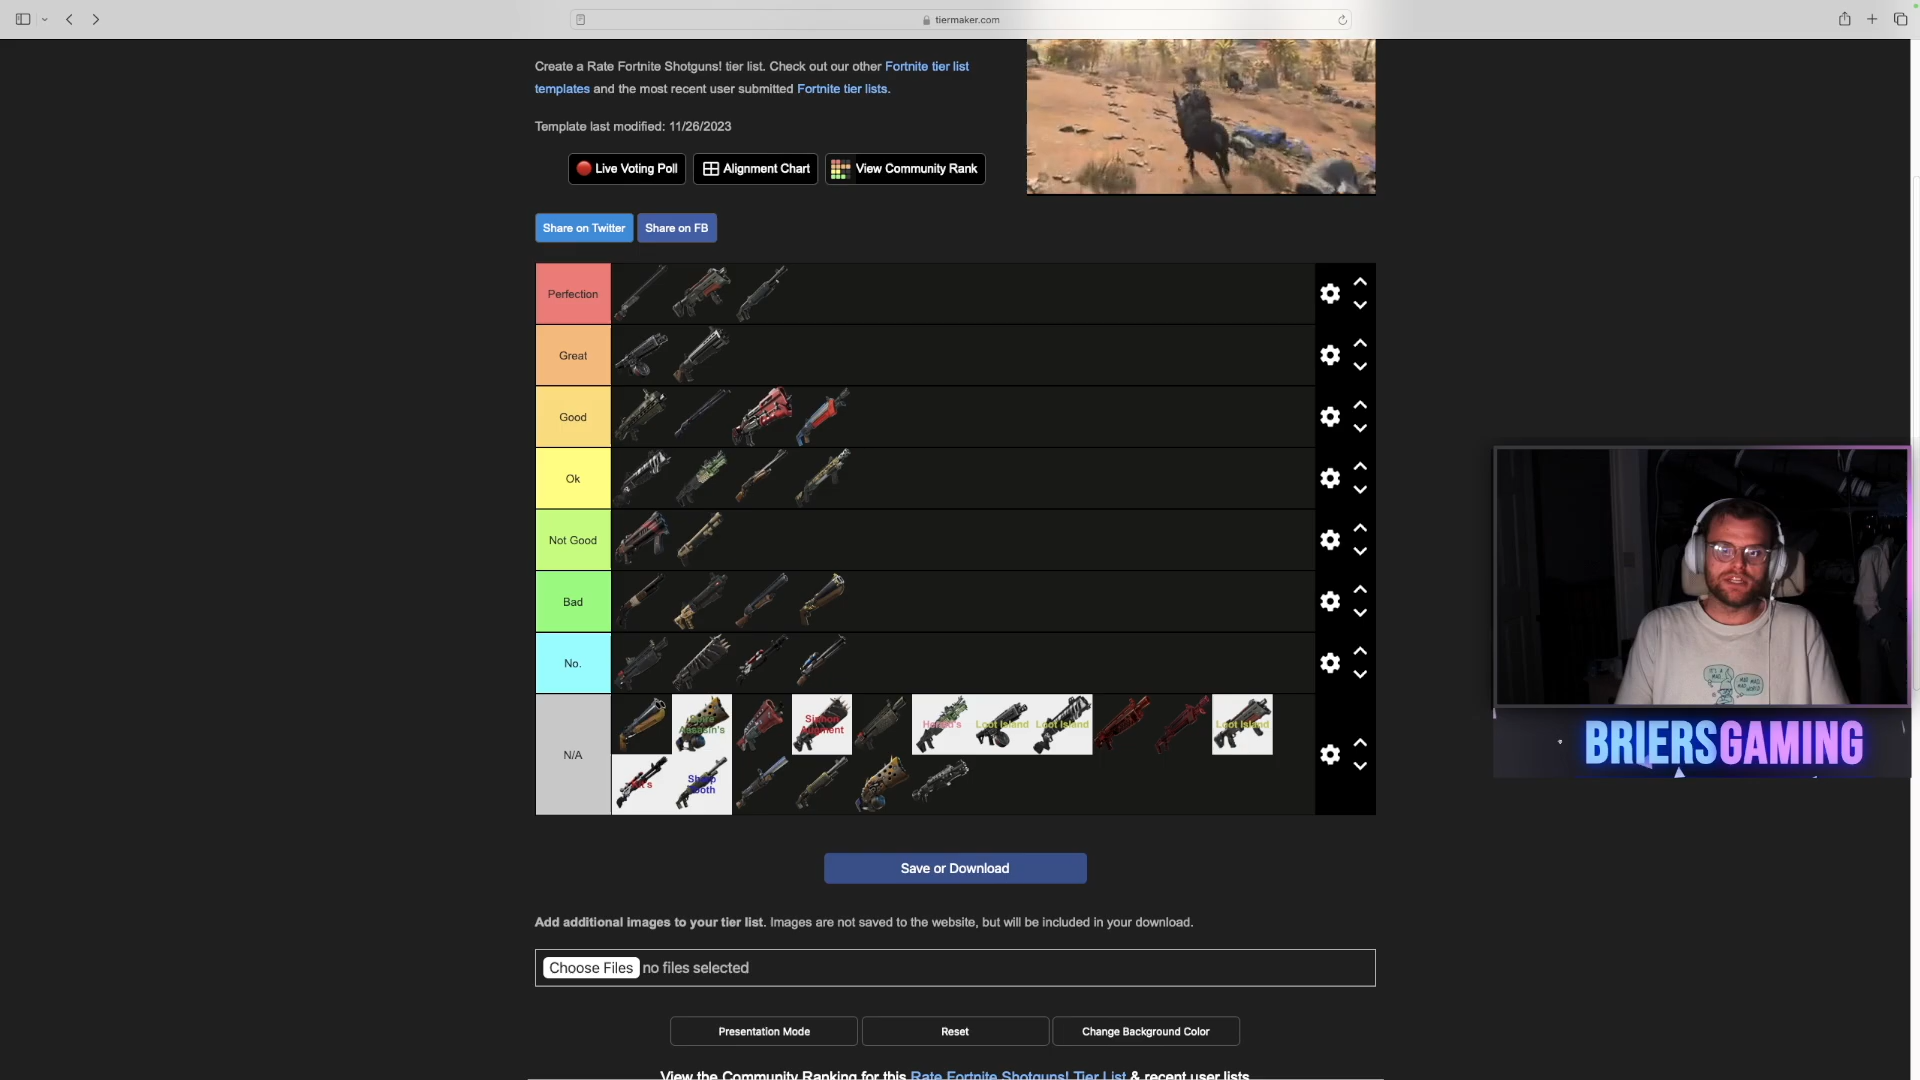 tiermaker.com
Create a Rate Fortnite Shotguns! tier list. Check out our other Fortnite tier list
templates and the most recent user submitted Fortnite tier lists.
Template last modified: 11/26/2023
Live Voting Poll
Alignment Chart
View Community Rank
Share on Twitter
Share on FB
Perfection
Great
Good
Ok
Not Good
Bad
No.
N/A
Assasin's
Siphon
Augment
Loot Island
Loot Island
Loot Island
Tooth
BRIERSGAMING
Save or Download
Add additional images to your tier list. Images are not saved to the website, but will be included in your download.
Choose Files no files selected
Presentation Mode
Reset
Change Background Color
View the Community Ranking for this Rate Fortnite Shotguns! Tier List & recent user lists